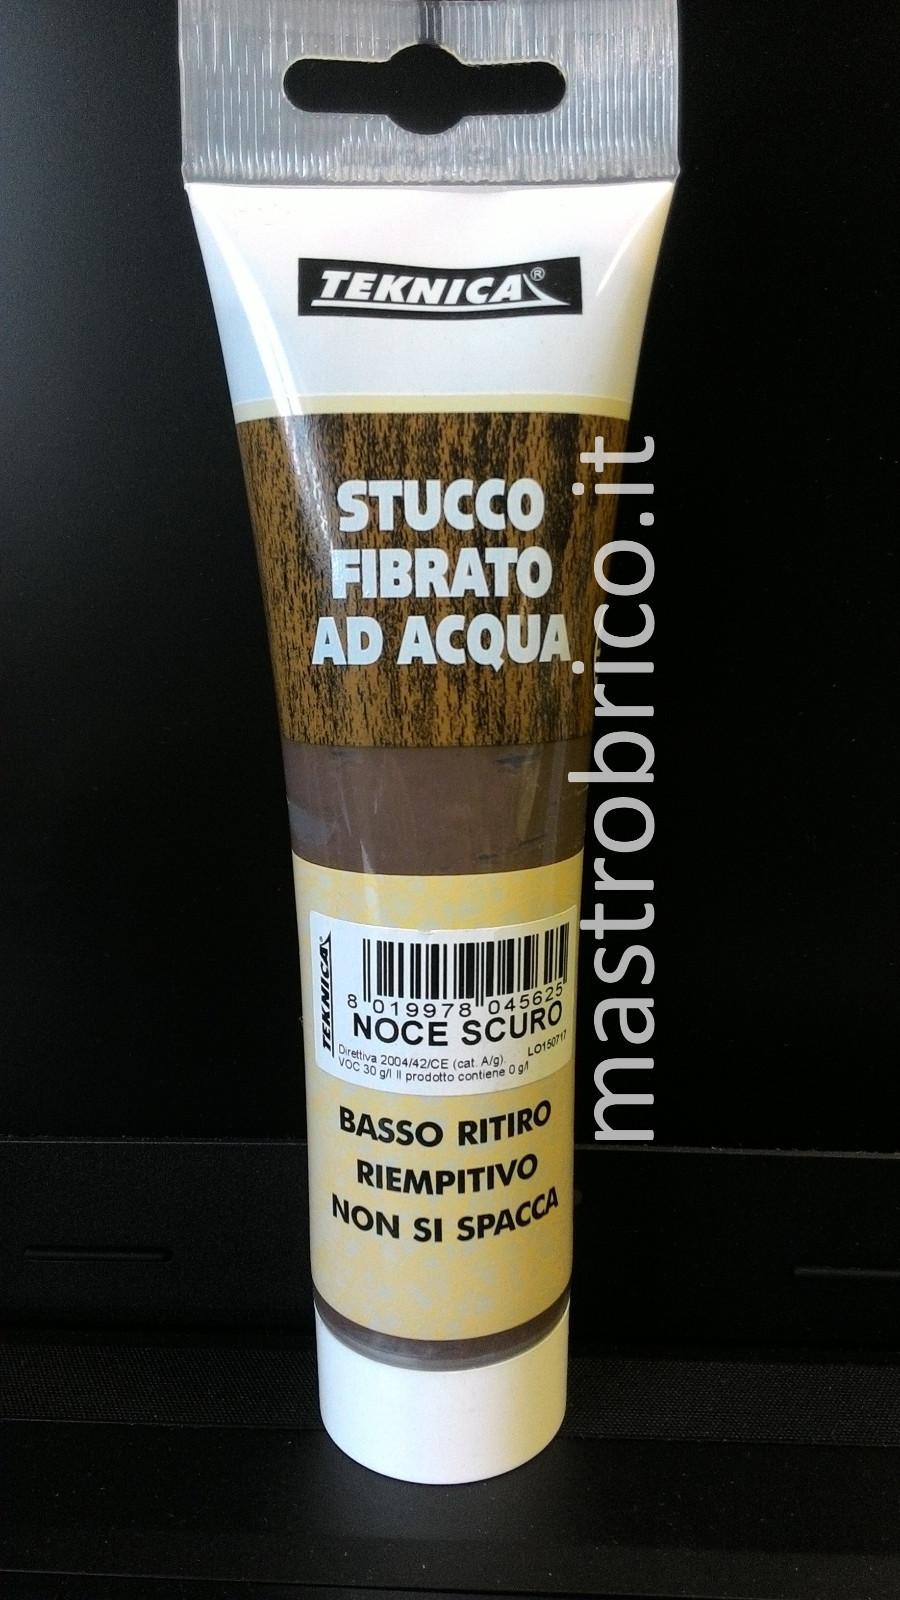 TEKNICA®
STUCCO
FIBRATO
AD ACQUA
TEKNICA
8 019978 045625
NOCE SCURO
Direttiva 2004/42/CE (cat. A/g).
LO150717
VOC 30 g/l Il prodotto contiene 0 g/l
BASSO RITIRO
RIEMPITIVO
NON SI SPACCA
mastrobrico.it